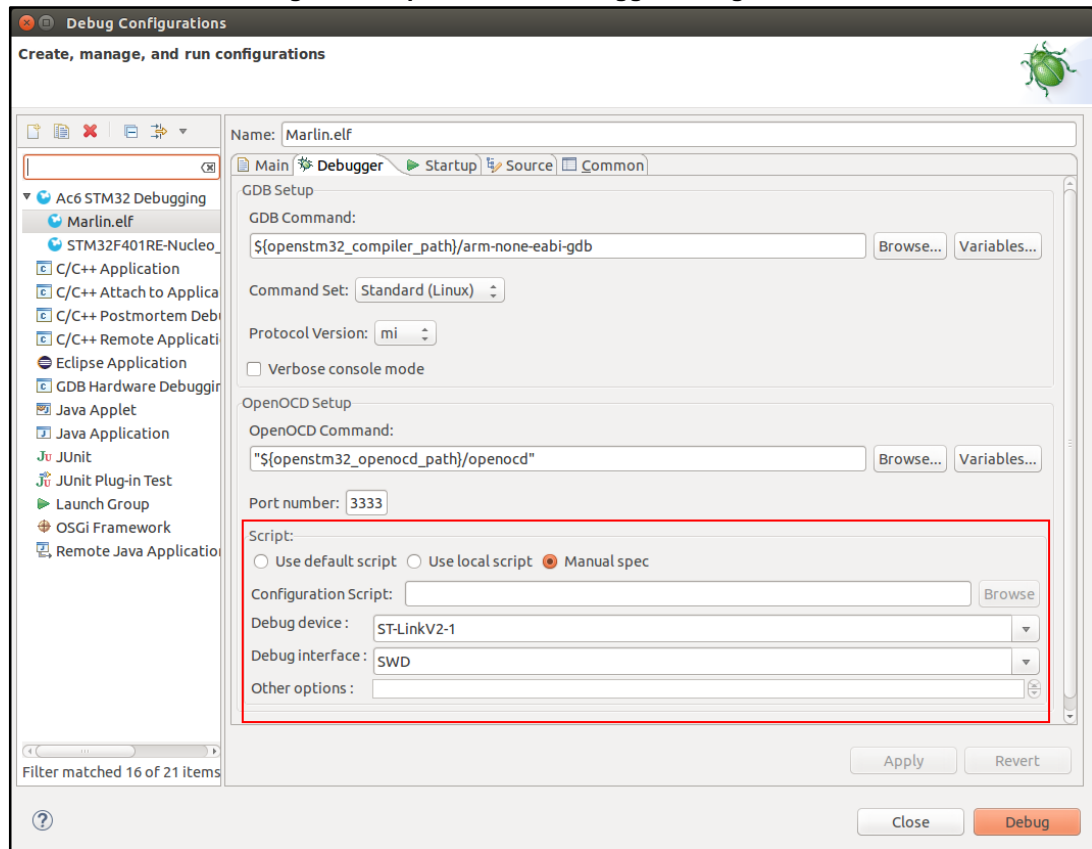 Debug Configurations
Create, manage, and run configurations
Name: Marlin.elf
Main Debugger Startup Source Common
Ac6 STM32 Debugging
Marlin.elf
STM32F401RE-Nucleo_
C/C++ Application
C/C++ Attach to Applica
C/C++ Postmortem Deb
C/C++ Remote Applicati
Eclipse Application
GDB Hardware Debuggin
Java Applet
Java Application
JUnit
JUnit Plug-in Test
Launch Group
OSGi Framework
Remote Java Application
Filter matched 16 of 21 items
GDB Setup
GDB Command:
${openstm32_compiler_path}/arm-none-eabi-gdb Browse... Variables...
Command Set: Standard (Linux)
Protocol Version: mi
Verbose console mode
OpenOCD Setup
OpenOCD Command:
"${openstm32_openocd_path}/openocd" Browse... Variables...
Port number: 3333
Script:
Use default script Use local script Manual spec
Configuration Script: Browse
Debug device : ST-LinkV2-1
Debug interface : SWD
Other options :
Apply Revert
Close Debug